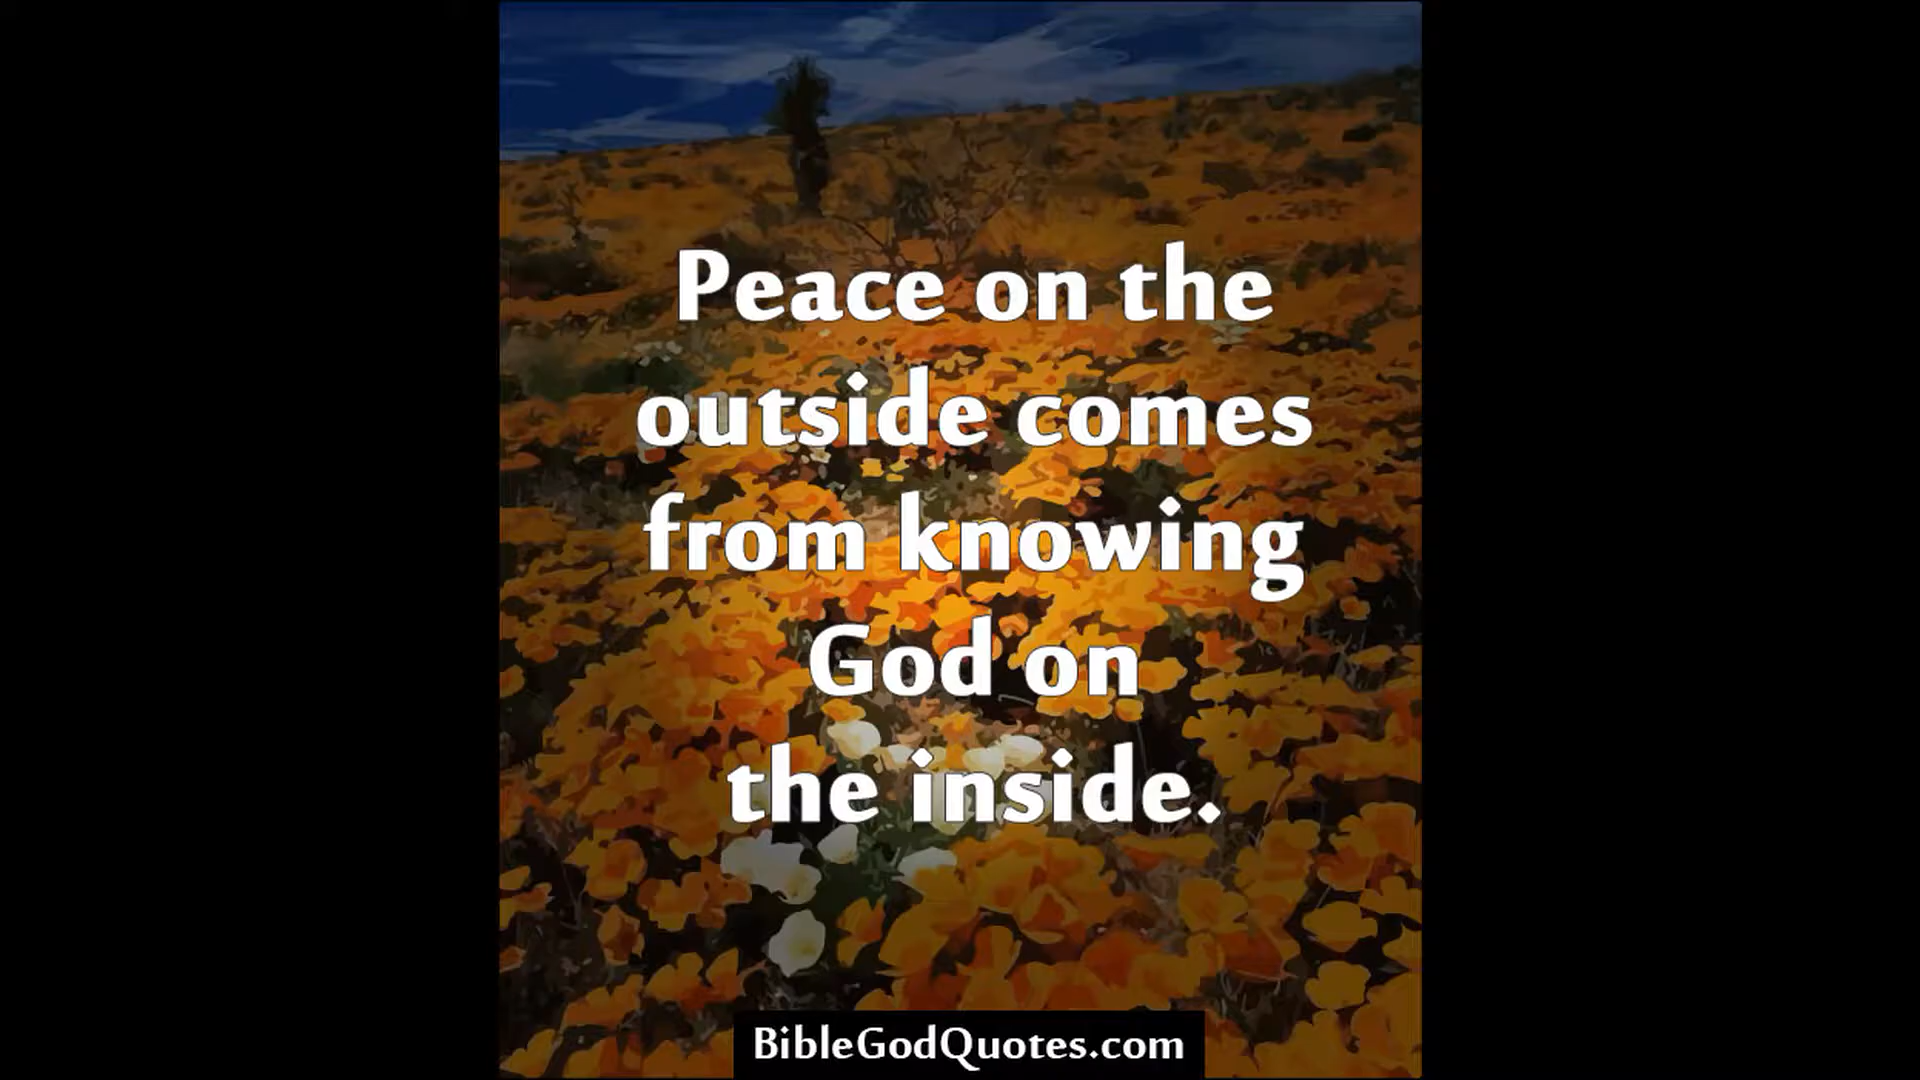 Peace on the
outside comes
from knowing
God on
the inside.
BibleGodQuotes.com